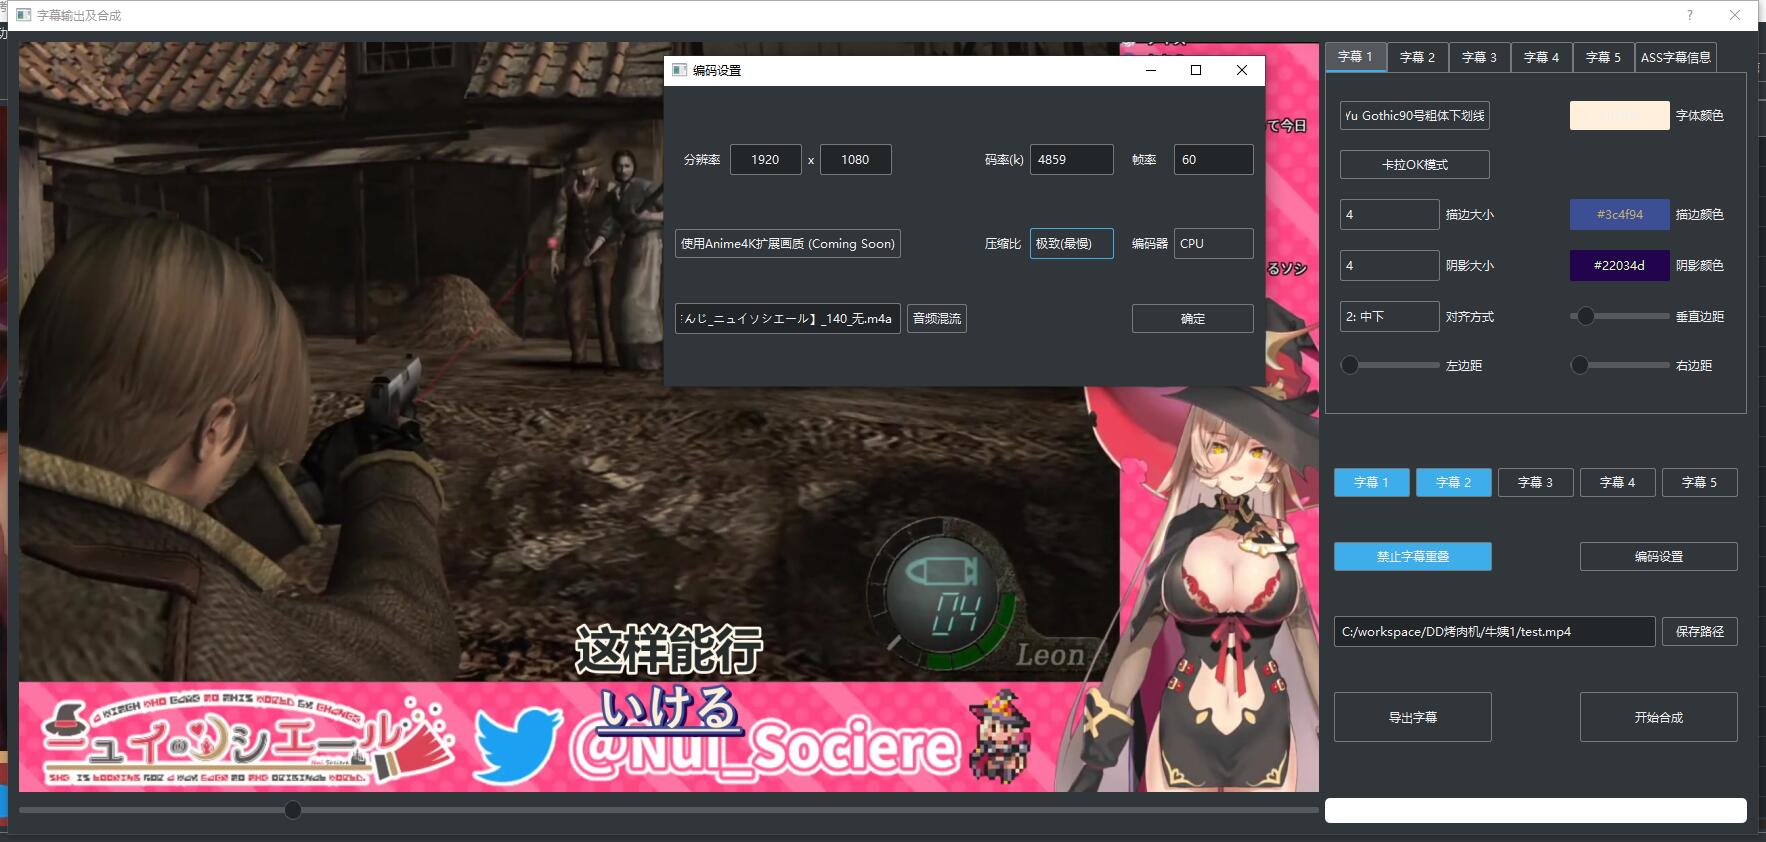 字幕输出及合成
?
编码设置
字幕 1
字幕 2
字幕 3
字幕 4
字幕 5
ASS字幕信息
Yu Gothic90号粗体下划线
字体颜色
て今日
分辨率
1920
x
1080
码率(k)
4859
帧率
60
卡拉OK模式
4
描边大小
#3c4f94
描边颜色
使用Anime4K扩展画质 (Coming Soon)
压缩比
极致(最慢)
编码器
CPU
るソシ
4
阴影大小
#22034d
阴影颜色
んじ_ニュイソシエール】_140_无.m4a
音频混流
确定
2: 中下
对齐方式
垂直边距
左边距
右边距
字幕 1
字幕 2
字幕 3
字幕 4
字幕 5
禁止字幕重叠
编码设置
04
Leon
C:/workspace/DD烤肉机/牛姨1/test.mp4
保存路径
这样能行
いける
A WITCH WHO CAME TO THIS WORLD BY CHANCE
ニュイ・ソシエール
Nui Sociere
@Nui_Sociere
导出字幕
开始合成